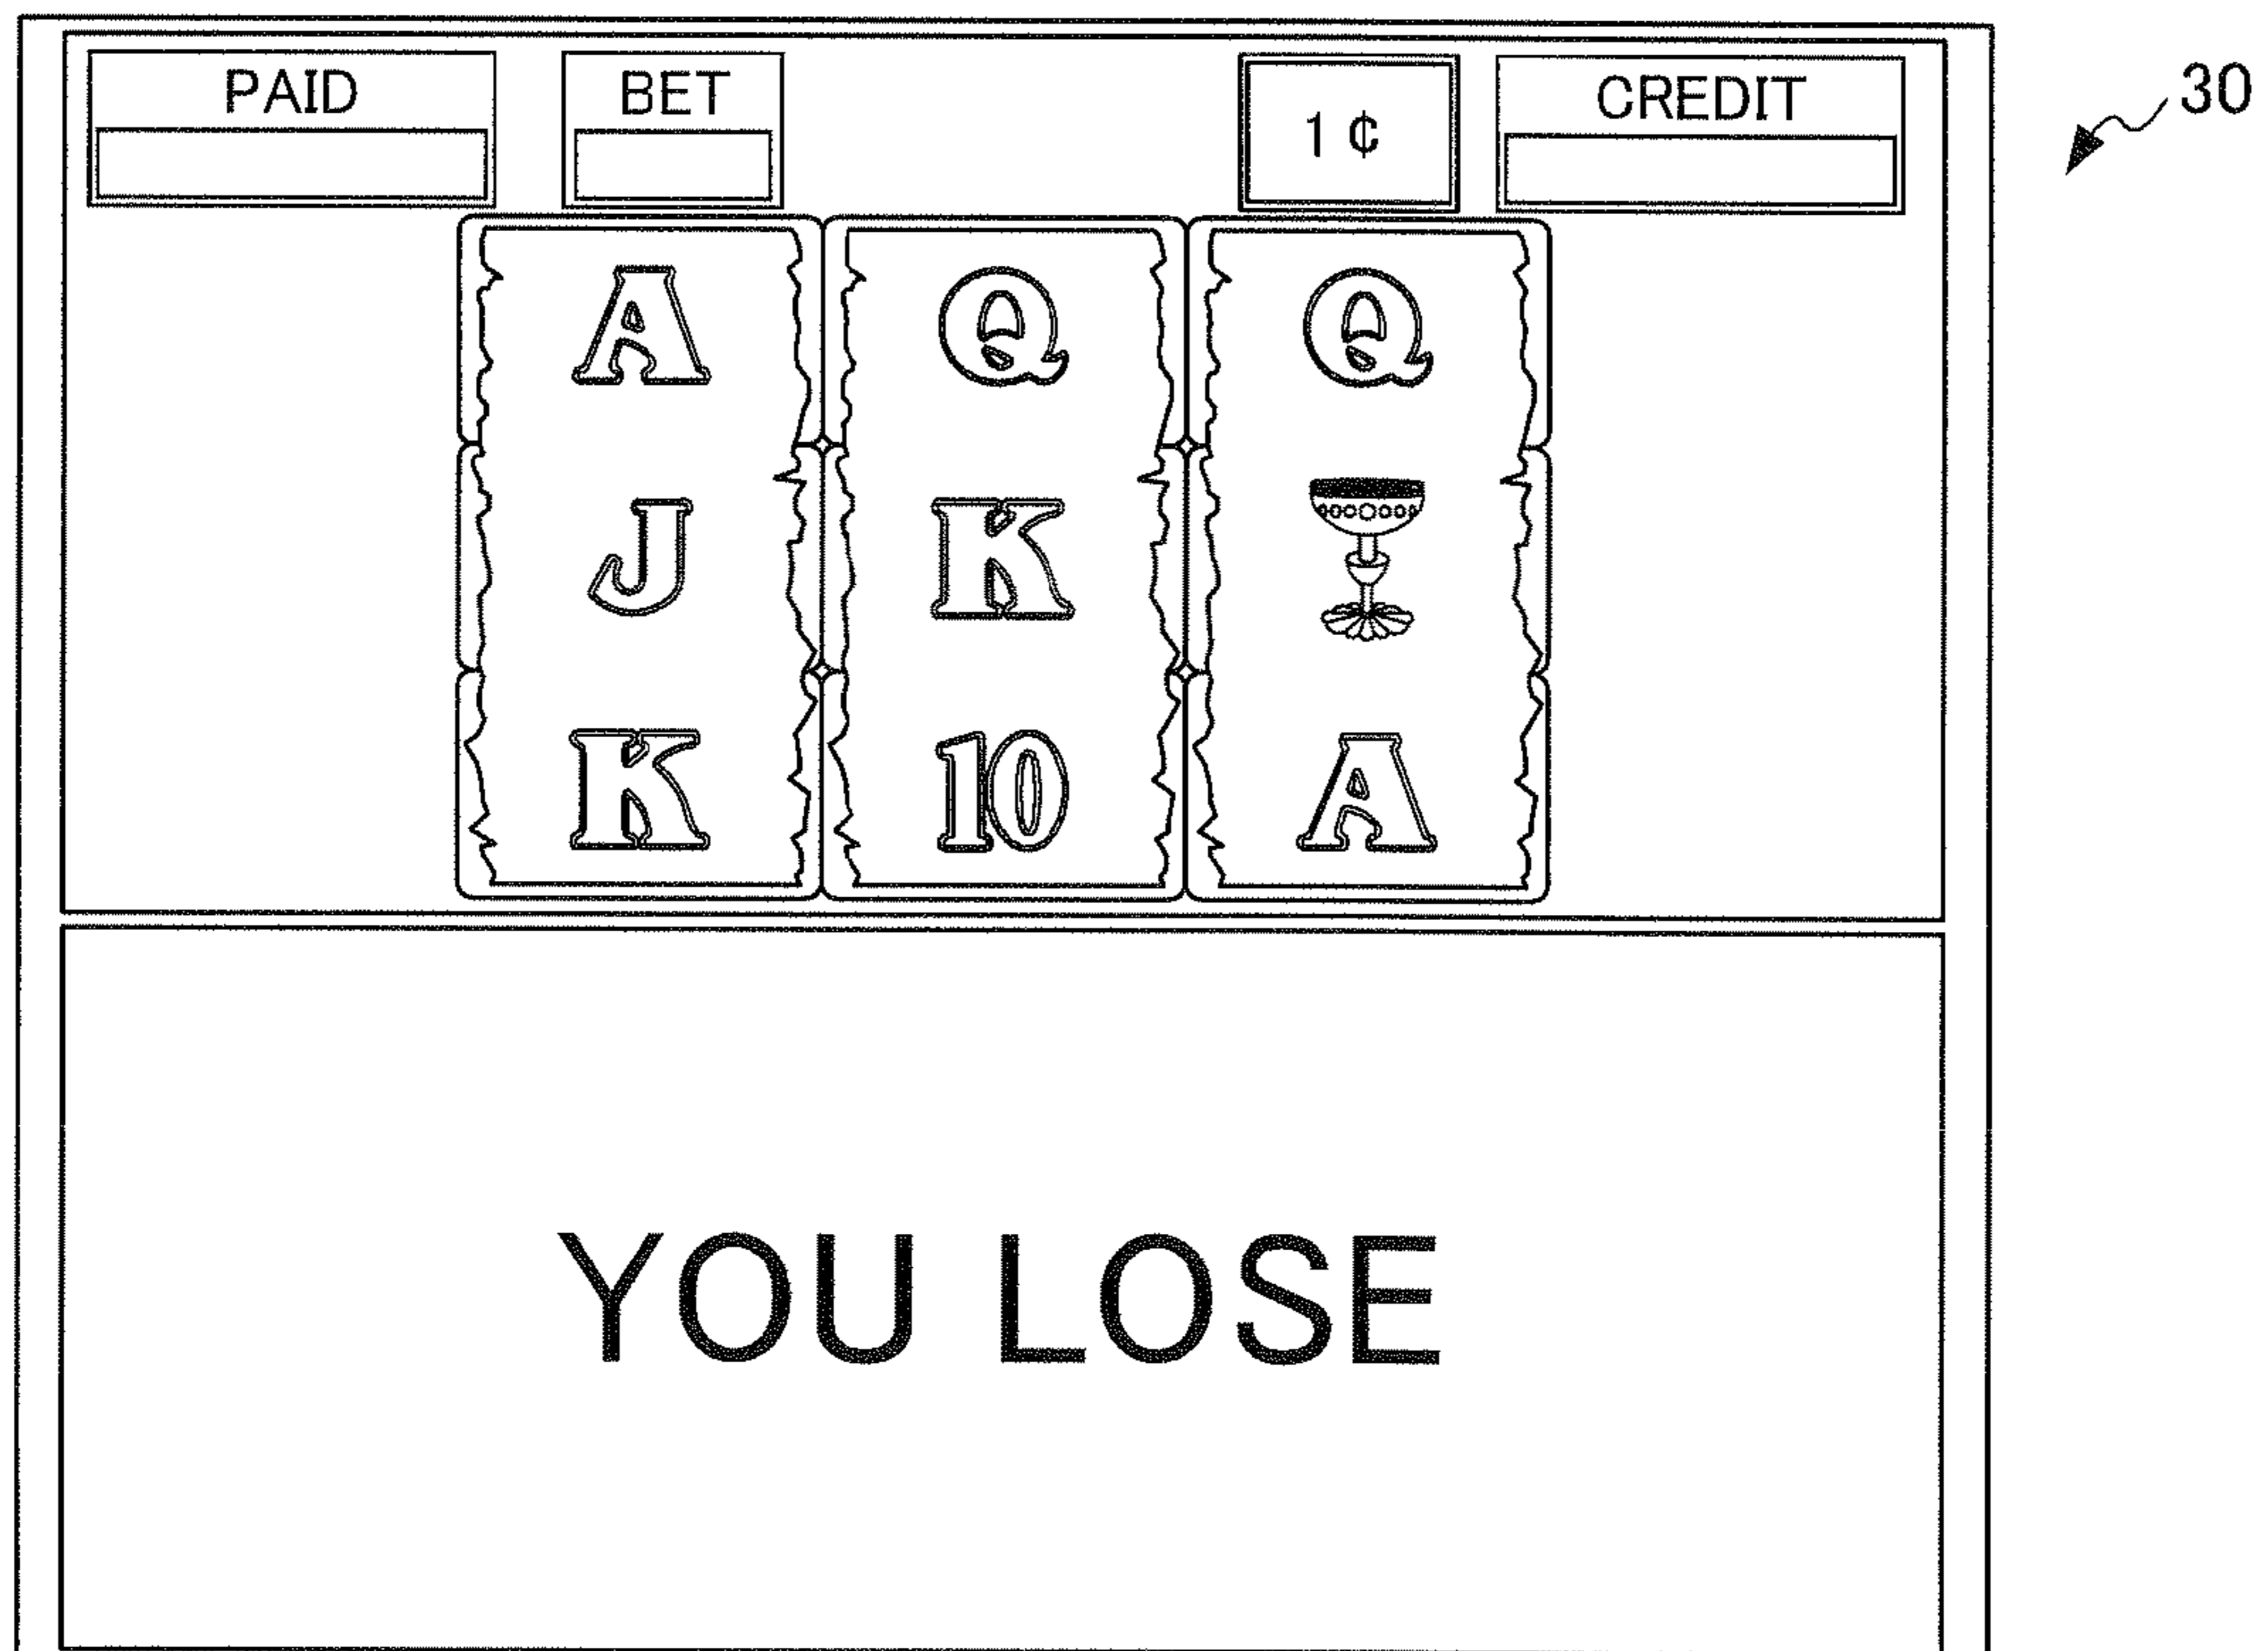 PAID BET 1¢ CREDIT 30
A Q Q
J K
K 10 A
YOU LOSE